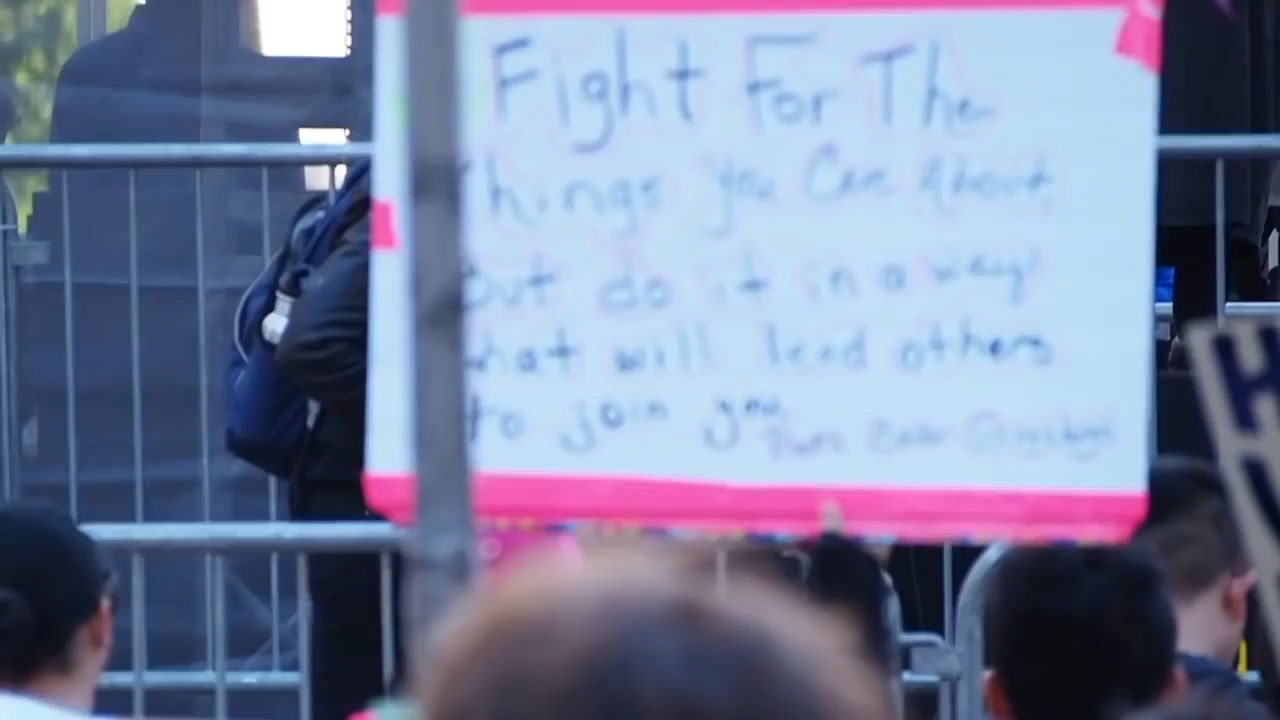 Fight For The
things you Care About,
but do it in a way
that will lead others
to join you
H